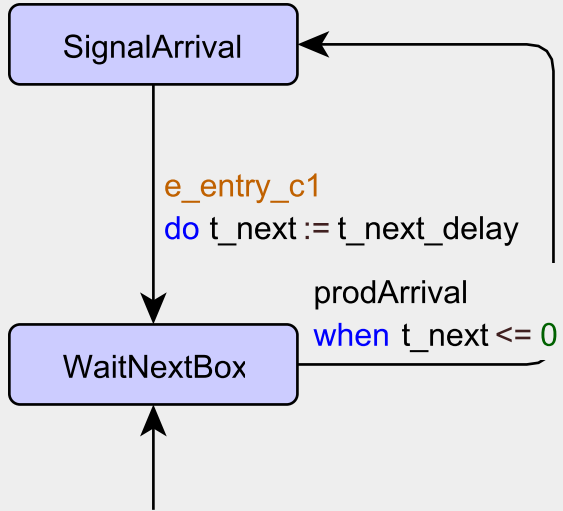 SignalArrival
e_entry_c1
do t_next := t_next_delay
prodArrival
when t_next <= 0
WaitNextBox